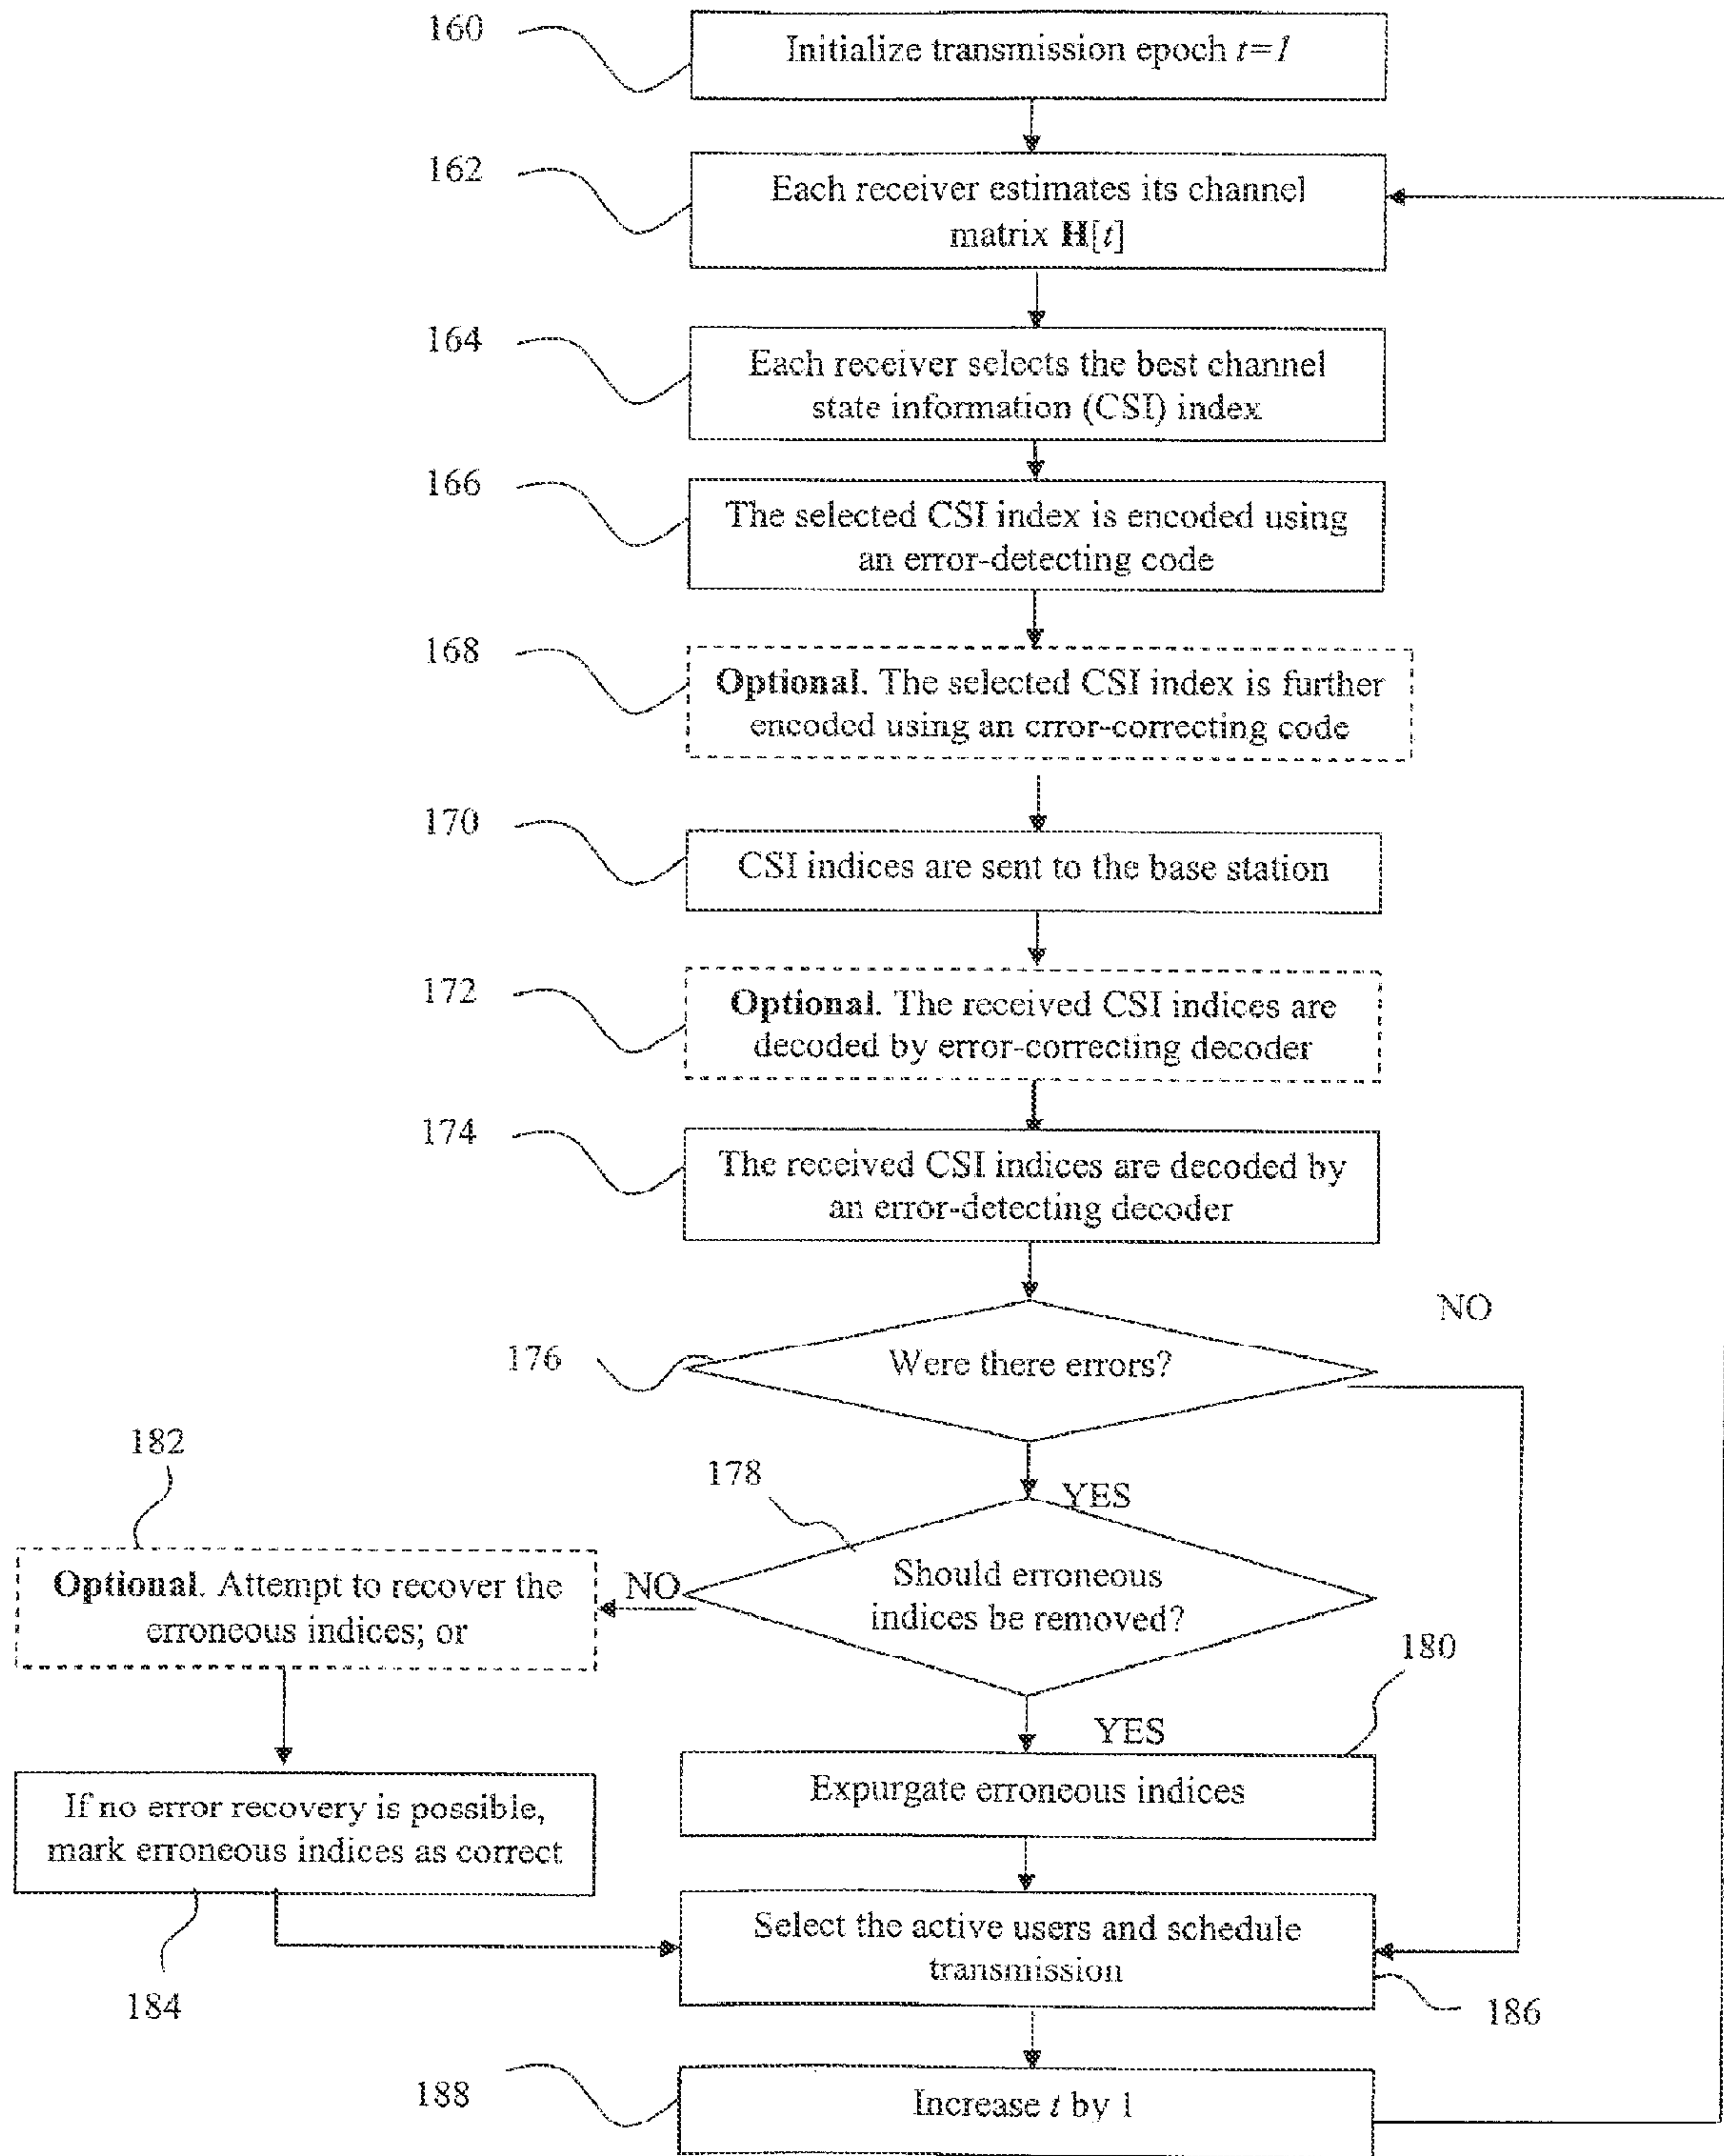 160
Initialize transmission epoch t=1
162
Each receiver estimates its channel
matrix H[t]
164
Each receiver selects the best channel
state information (CSI) index
166
The selected CSI index is encoded using
an error-detecting code
168
Optional. The selected CSI index is further
encoded using an error-correcting code
170
CSI indices are sent to the base station
172
Optional. The received CSI indices are
decoded by error-correcting decoder
174
The received CSI indices are decoded by
an error-detecting decoder
NO
176
Were there errors?
182
178
YES
Optional. Attempt to recover the
erroneous indices; or
NO
Should erroneous
indices be removed?
180
YES
Expurgate erroneous indices
If no error recovery is possible,
mark erroneous indices as correct
184
Select the active users and schedule
transmission
186
188
Increase t by 1